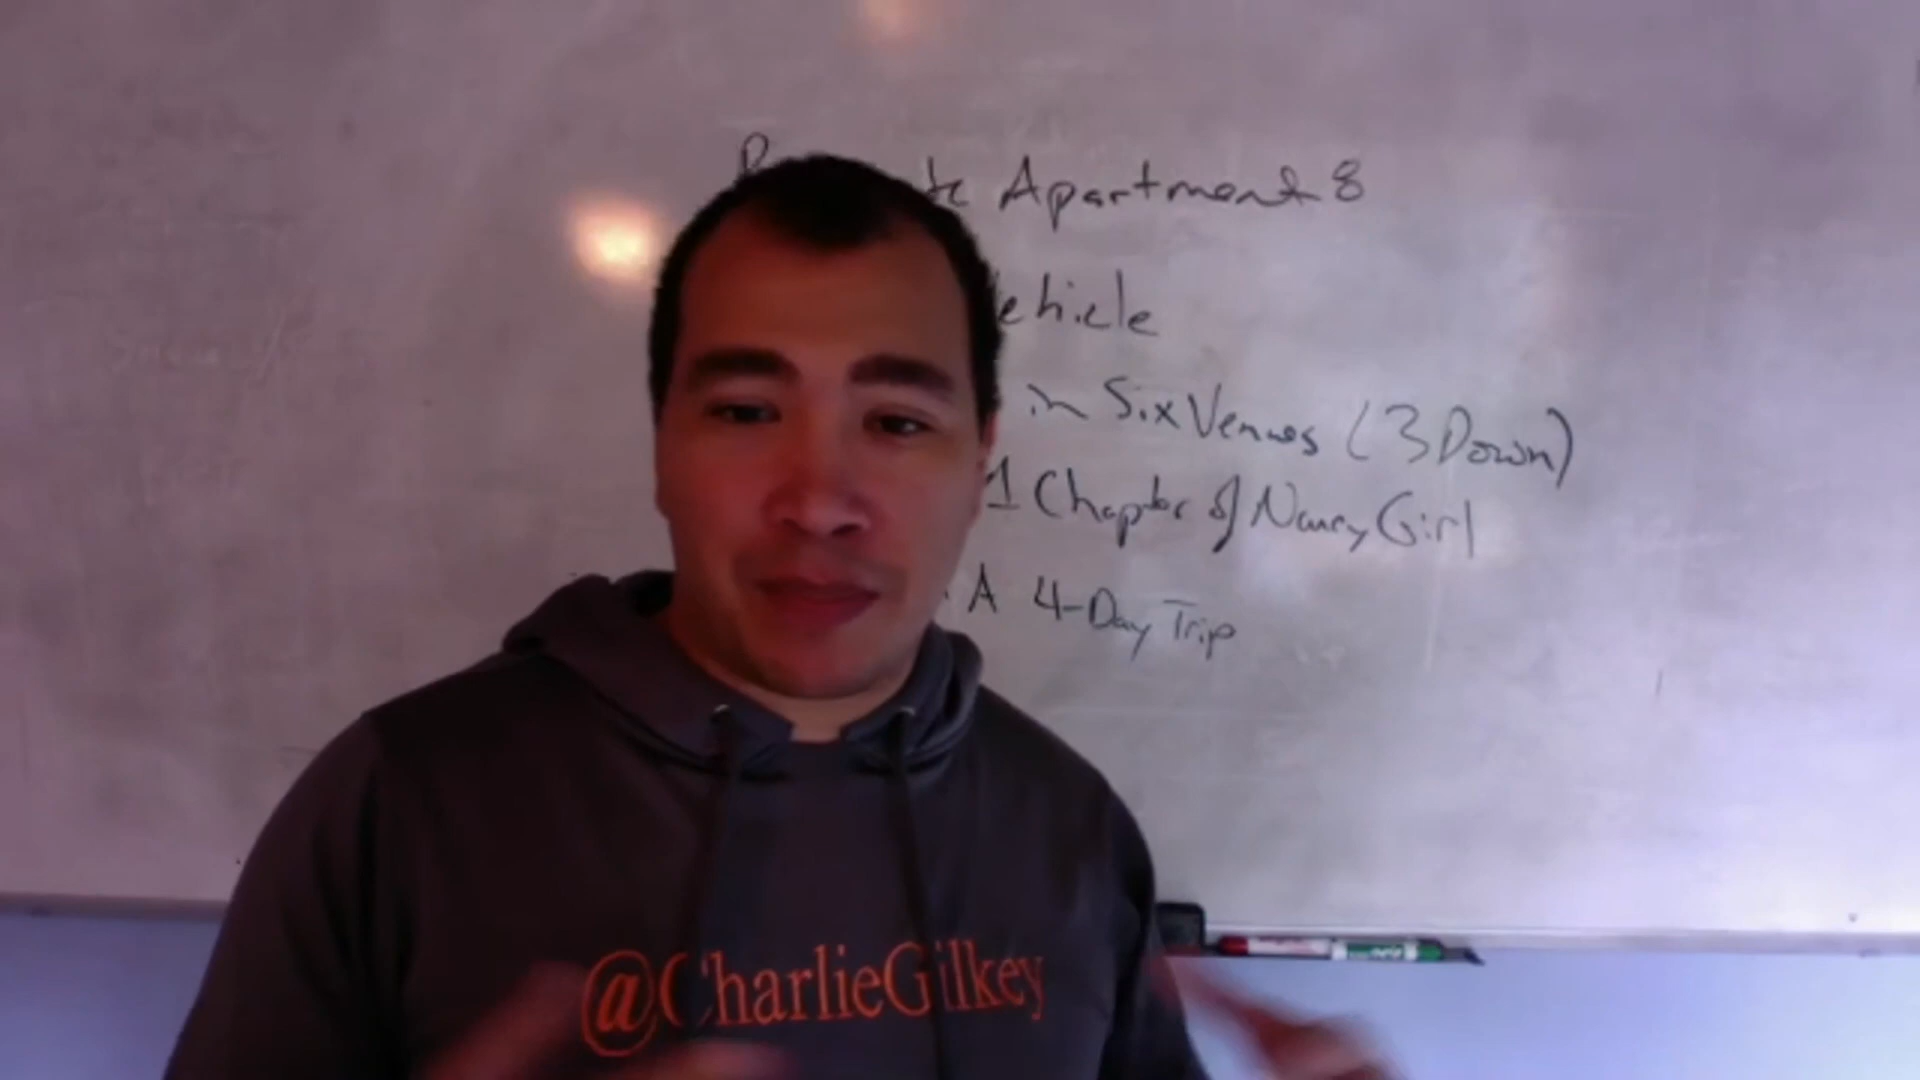 Apartment 8
ehicle
in Six Venues (3 Down)
1 Chapter of Nancy Girl
A 4-Day Trip
@CharlieGilkey